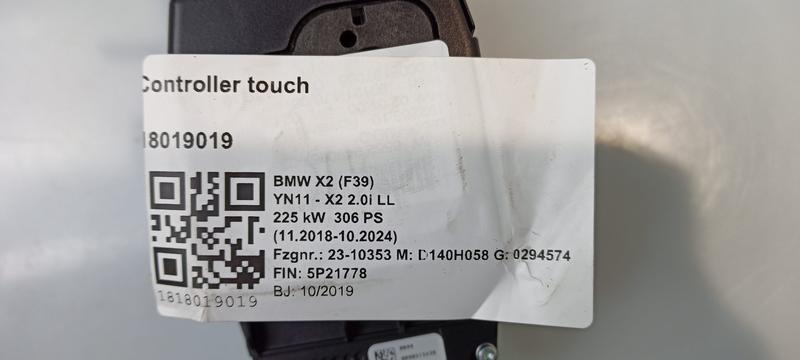 Controller touch
18019019
BMW X2 (F39)
YN11 - X2 2.0i LL
225 kW 306 PS
(11.2018-10.2024)
Fzgnr.: 23-10353 M: D140H058 G: 0294574
FIN: 5P21778
BJ: 10/2019
1818019019